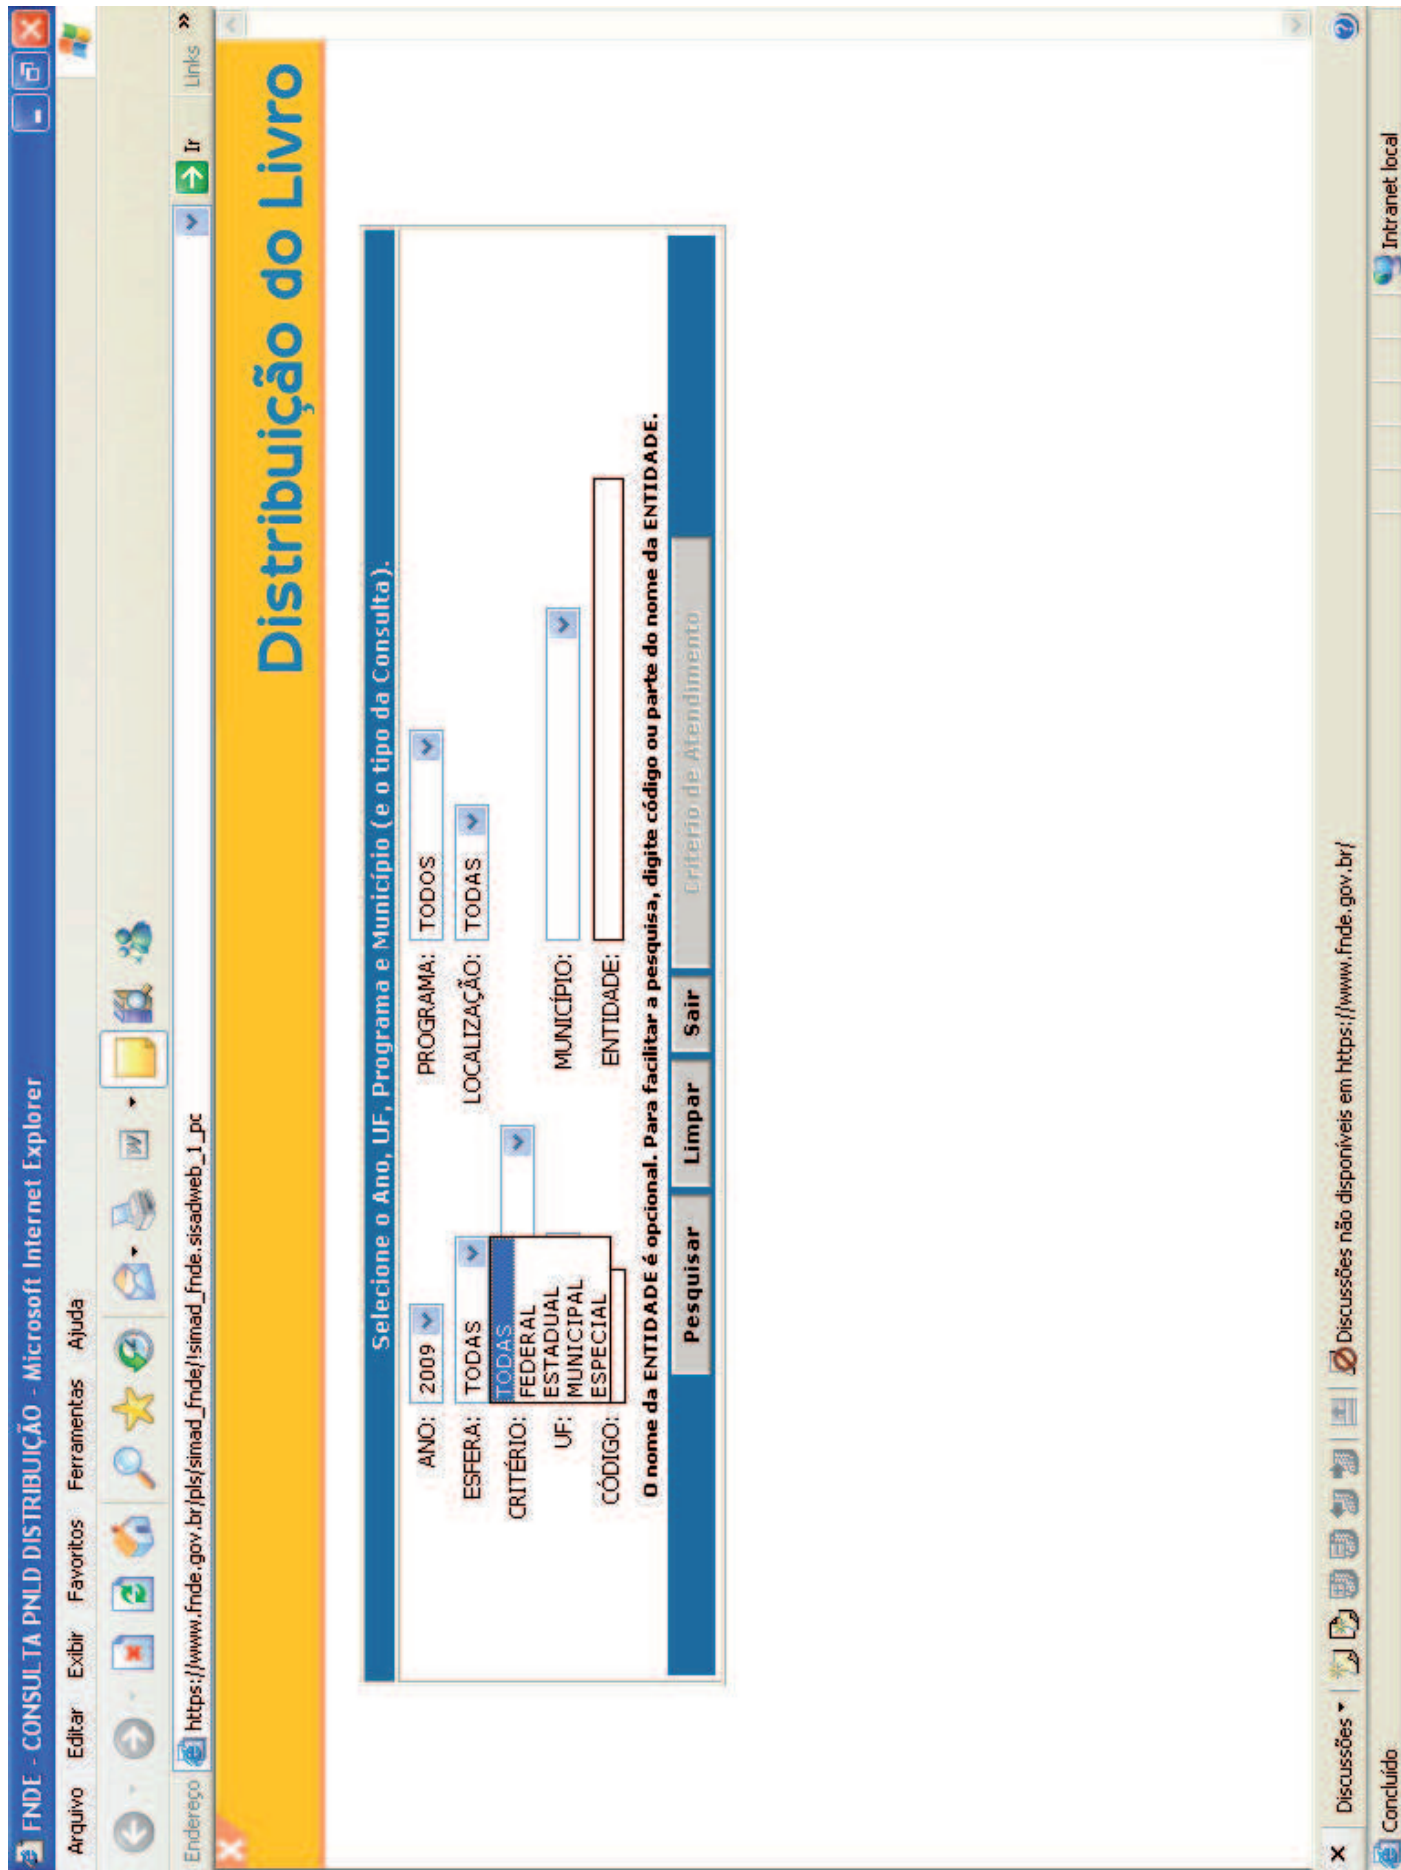 FNDE - CONSULTA PNLD DISTRIBUIÇÃO - Microsoft Internet Explorer
Arquivo Editar Exibir Favoritos Ferramentas Ajuda
Endereço https://www.fnde.gov.br/pls/simad_fnde/!simad_fnde.sisadweb_1_pc Ir Links »
Distribuição do Livro
Selecione o Ano, UF, Programa e Município (e o tipo da Consulta).
ANO: 2009 PROGRAMA: TODOS
ESFERA: TODAS LOCALIZAÇÃO: TODAS
CRITÉRIO: TODAS
FEDERAL
UF: ESTADUAL MUNICÍPIO:
MUNICIPAL
CÓDIGO: ESPECIAL ENTIDADE:
O nome da ENTIDADE é opcional. Para facilitar a pesquisa, digite código ou parte do nome da ENTIDADE.
Pesquisar Limpar Sair Critério de Atendimento
Discussões Discussões não disponíveis em https://www.fnde.gov.br/
Concluído Intranet local